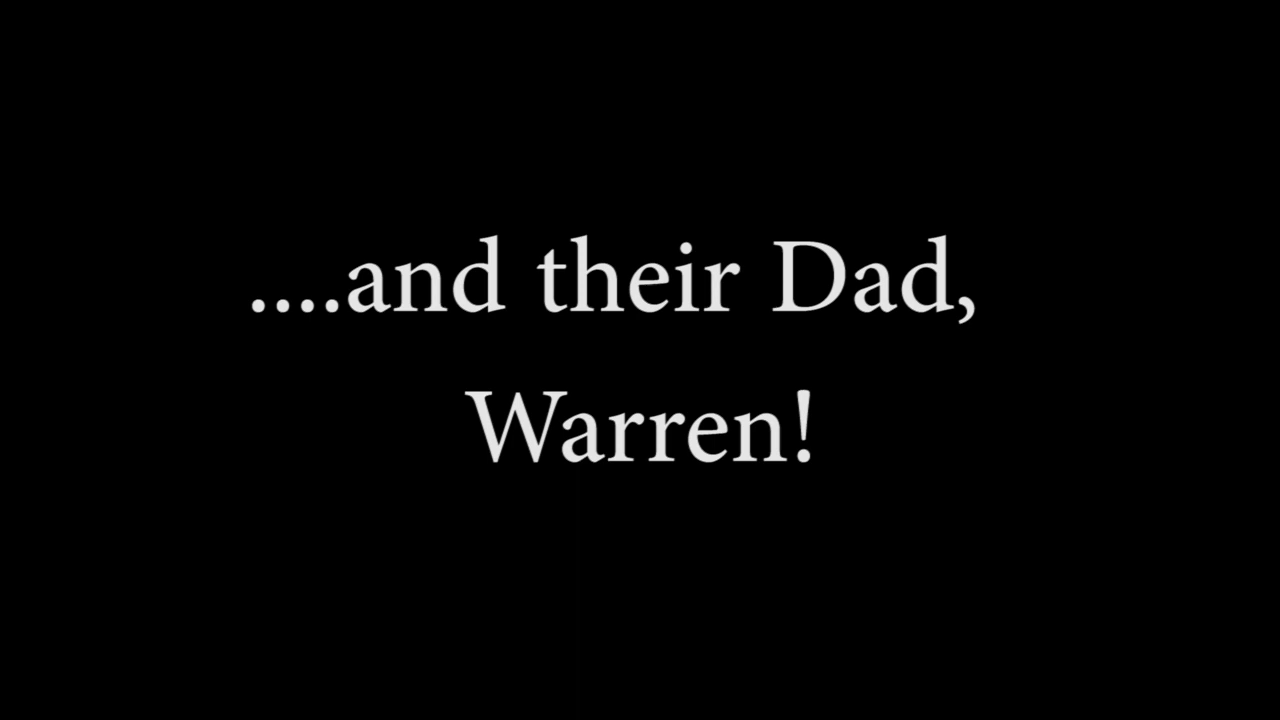 ....and their Dad,
Warren!